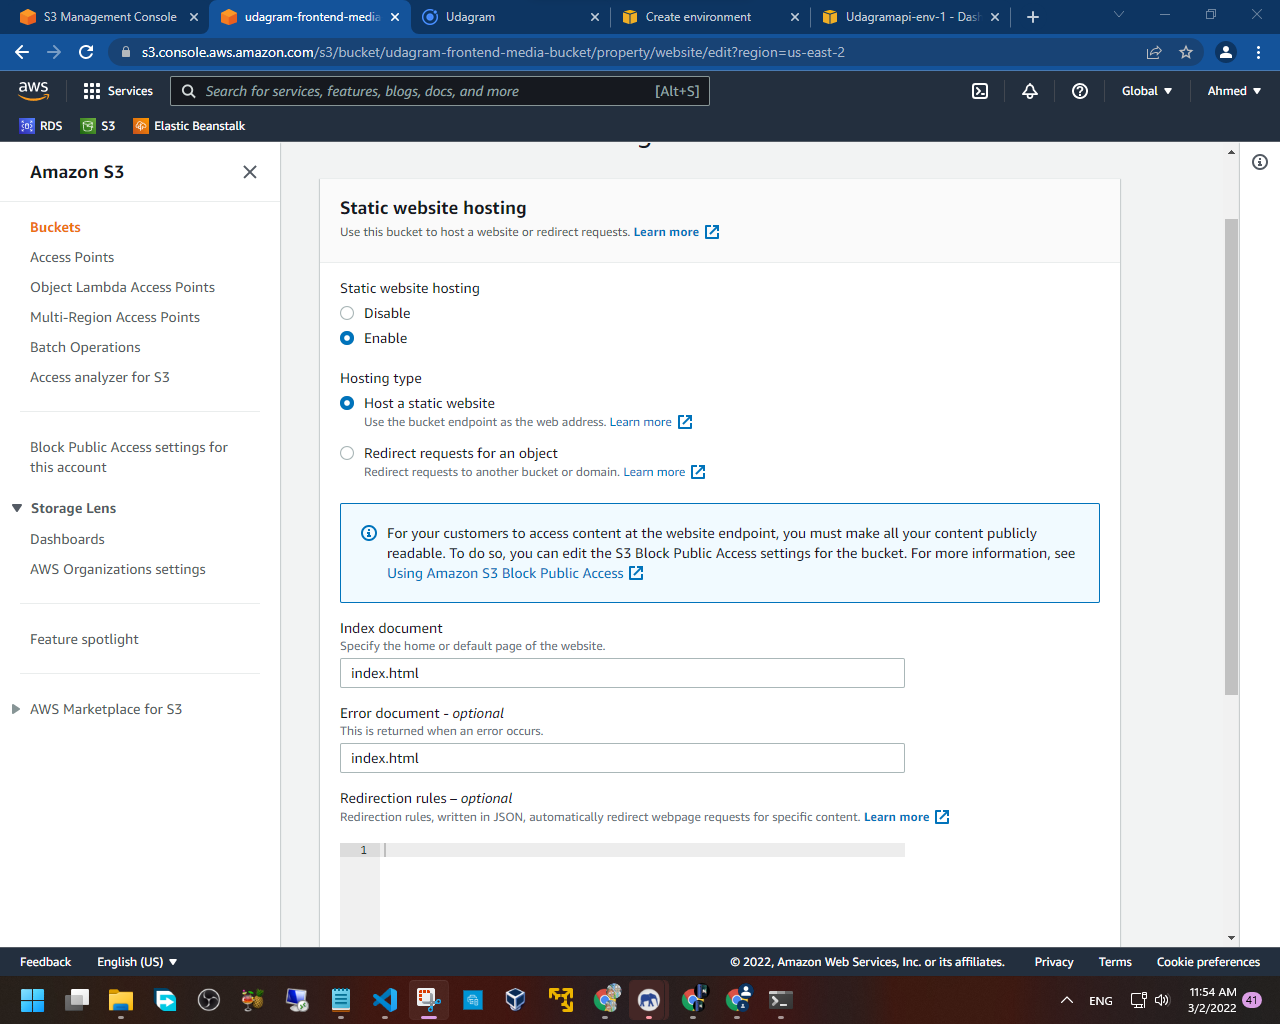 S3 Management Console
udagram-frontend-media
Udagram
Create environment
Udagramapi-env-1 - Das
s3.console.aws.amazon.com/s3/bucket/udagram-frontend-media-bucket/property/website/edit?region=us-east-2
aws
Services
Search for services, features, blogs, docs, and more
[Alt+S]
Global
Ahmed
RDS
S3
Elastic Beanstalk
Amazon S3
Buckets
Access Points
Object Lambda Access Points
Multi-Region Access Points
Batch Operations
Access analyzer for S3
Block Public Access settings for
this account
Storage Lens
Dashboards
AWS Organizations settings
Feature spotlight
AWS Marketplace for S3
Static website hosting
Use this bucket to host a website or redirect requests. Learn more
Static website hosting
Disable
Enable
Hosting type
Host a static website
Use the bucket endpoint as the web address. Learn more
Redirect requests for an object
Redirect requests to another bucket or domain. Learn more
For your customers to access content at the website endpoint, you must make all your content publicly
readable. To do so, you can edit the S3 Block Public Access settings for the bucket. For more information, see
Using Amazon S3 Block Public Access
Index document
Specify the home or default page of the website.
index.html
Error document - optional
This is returned when an error occurs.
index.html
Redirection rules – optional
Redirection rules, written in JSON, automatically redirect webpage requests for specific content. Learn more
1
Feedback
English (US)
© 2022, Amazon Web Services, Inc. or its affiliates.
Privacy
Terms
Cookie preferences
ENG
11:54 AM
3/2/2022
41